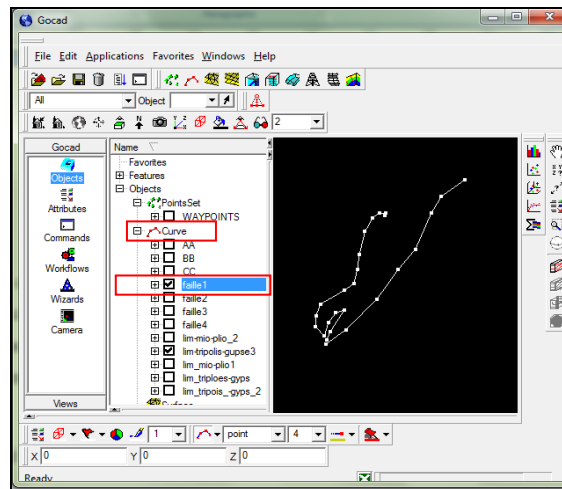 Gocad
File Edit Applications Favorites Windows Help
All Object
2
Gocad Name
Favorites
Features
Objects Objects
PointsSet
Attributes WAYPOINTS
Curve
Commands AA
BB
CC
Workflows faille1
faille2
Wizards faille3
faille4
Camera lim-mio-plio_2
lim-tripolis-gupse3
lim_mio-plio1
lim_triploes-gyps
lim_tripois_-gyps_2
Views
1 point 4
X 0 Y 0 Z 0
Ready